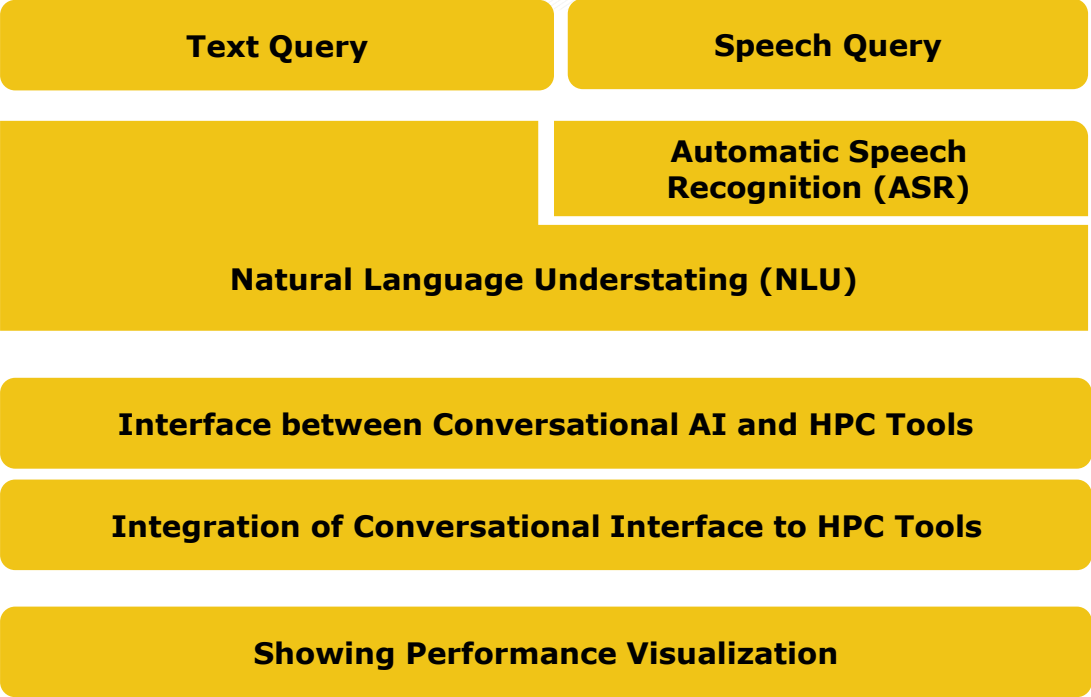 Text Query
Speech Query
Automatic Speech
Recognition (ASR)
Natural Language Understating (NLU)
Interface between Conversational AI and HPC Tools
Integration of Conversational Interface to HPC Tools
Showing Performance Visualization